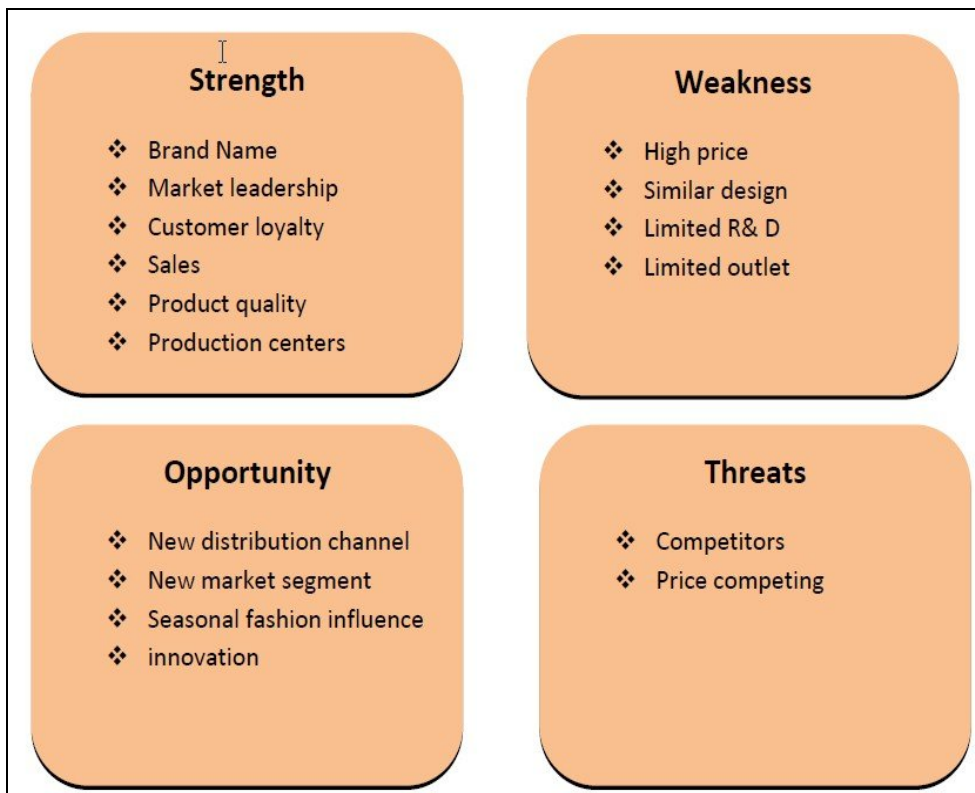 Strength
❖ Brand Name
❖ Market leadership
❖ Customer loyalty
❖ Sales
❖ Product quality
❖ Production centers
Weakness
❖ High price
❖ Similar design
❖ Limited R& D
❖ Limited outlet
Opportunity
❖ New distribution channel
❖ New market segment
❖ Seasonal fashion influence
❖ innovation
Threats
❖ Competitors
❖ Price competing